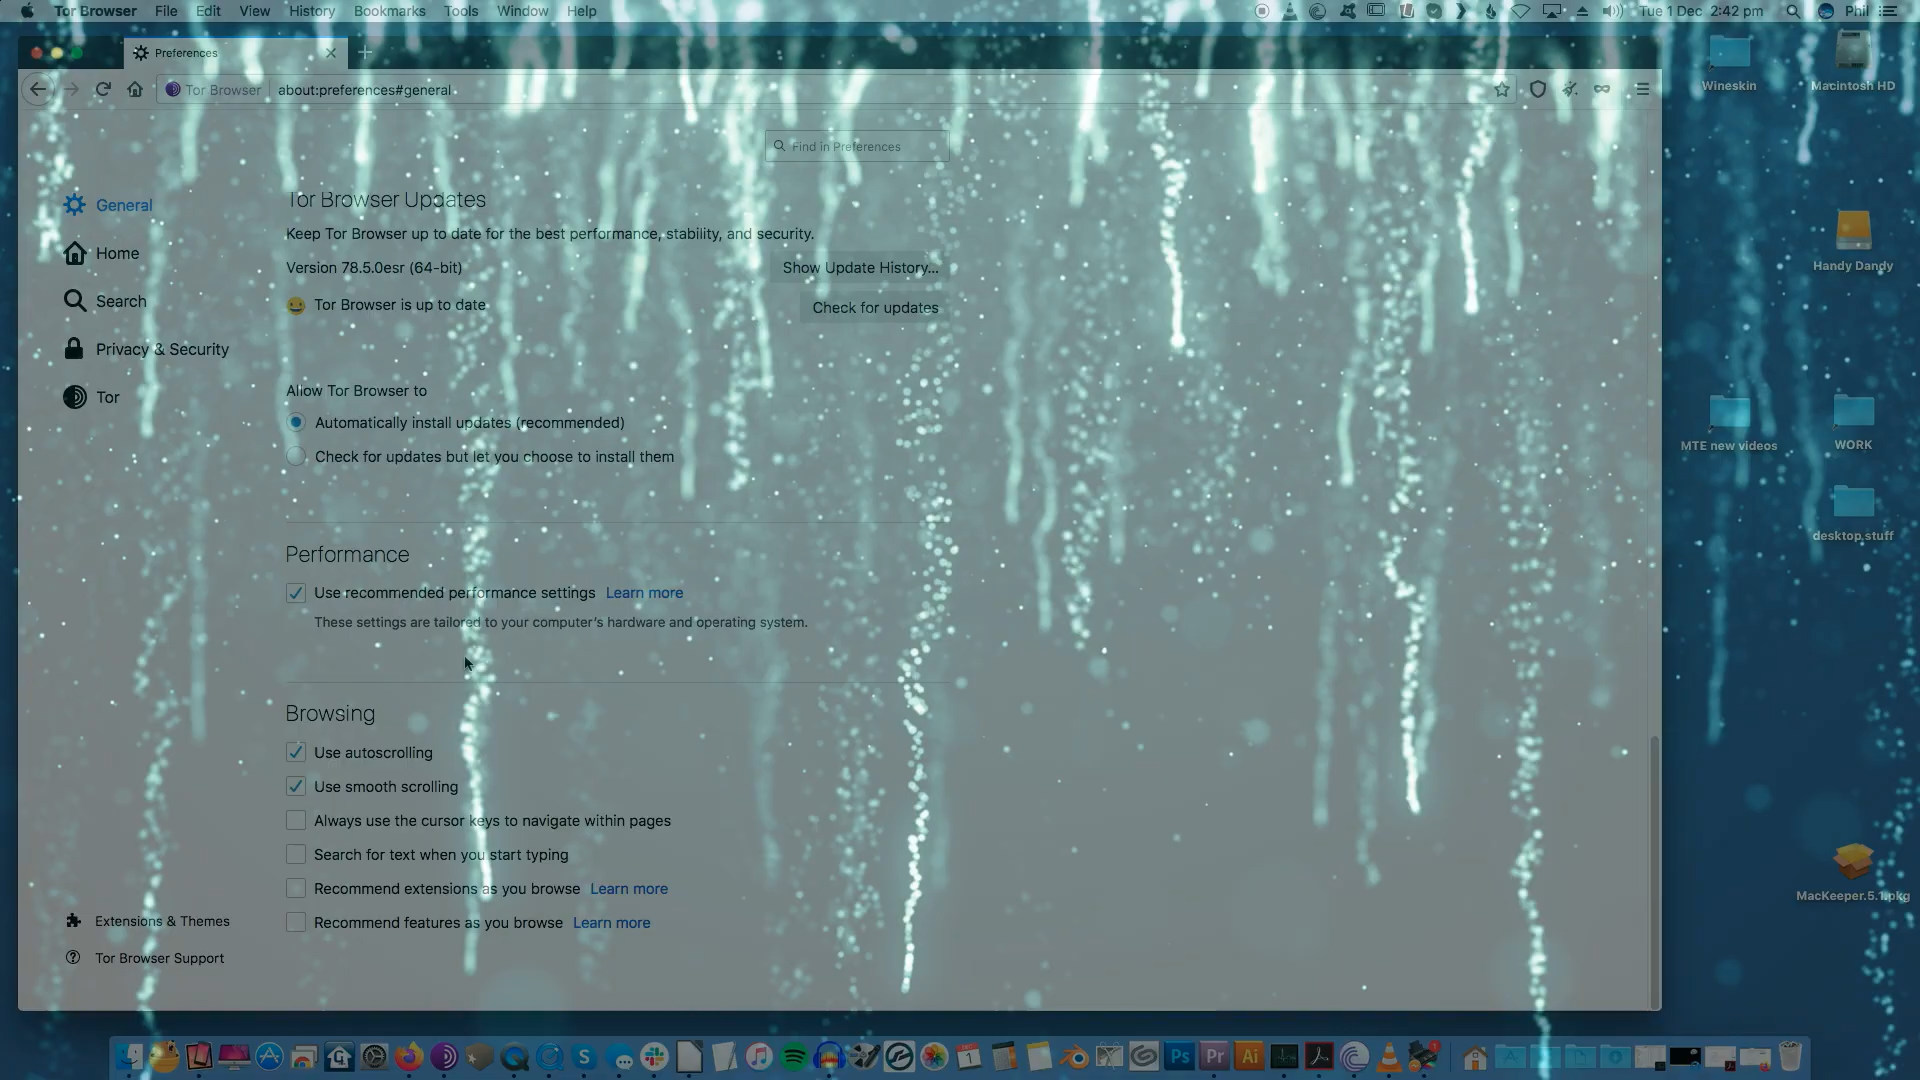 Tor Browser File Edit View History Bookmarks Tools Window Help
Tue 1 Dec 2:42 pm Phil
Preferences
Tor Browser about:preferences#general
Find in Preferences
General
Home
Search
Privacy & Security
Tor
Extensions & Themes
Tor Browser Support
Tor Browser Updates
Keep Tor Browser up to date for the best performance, stability, and security.
Version 78.5.0esr (64-bit)
Show Update History...
Tor Browser is up to date
Check for updates
Allow Tor Browser to
Automatically install updates (recommended)
Check for updates but let you choose to install them
Performance
Use recommended performance settings Learn more
These settings are tailored to your computer's hardware and operating system.
Browsing
Use autoscrolling
Use smooth scrolling
Always use the cursor keys to navigate within pages
Search for text when you start typing
Recommend extensions as you browse Learn more
Recommend features as you browse Learn more
Wineskin
Macintosh HD
Handy Dandy
MTE new videos
WORK
desktop stuff
MacKeeper.5.1.pkg
Ps
Pr
Ai